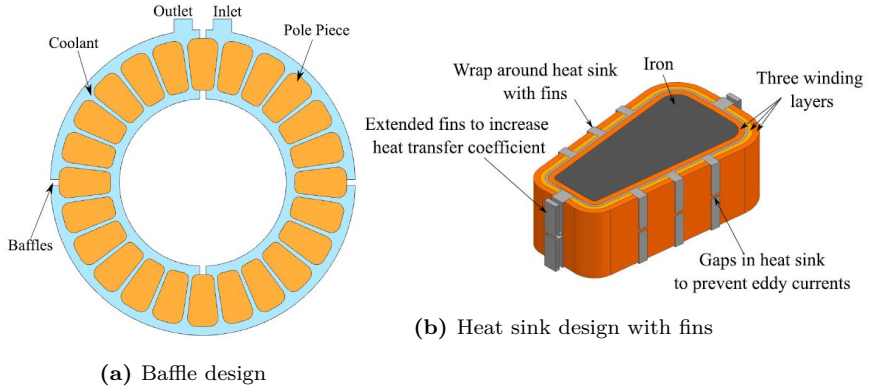 Outlet
Inlet
Coolant
Pole Piece
Baffles
(a) Baffle design
Iron
Wrap around heat sink
with fins
Three winding
layers
Extended fins to increase
heat transfer coefficient
Gaps in heat sink
to prevent eddy currents
(b) Heat sink design with fins